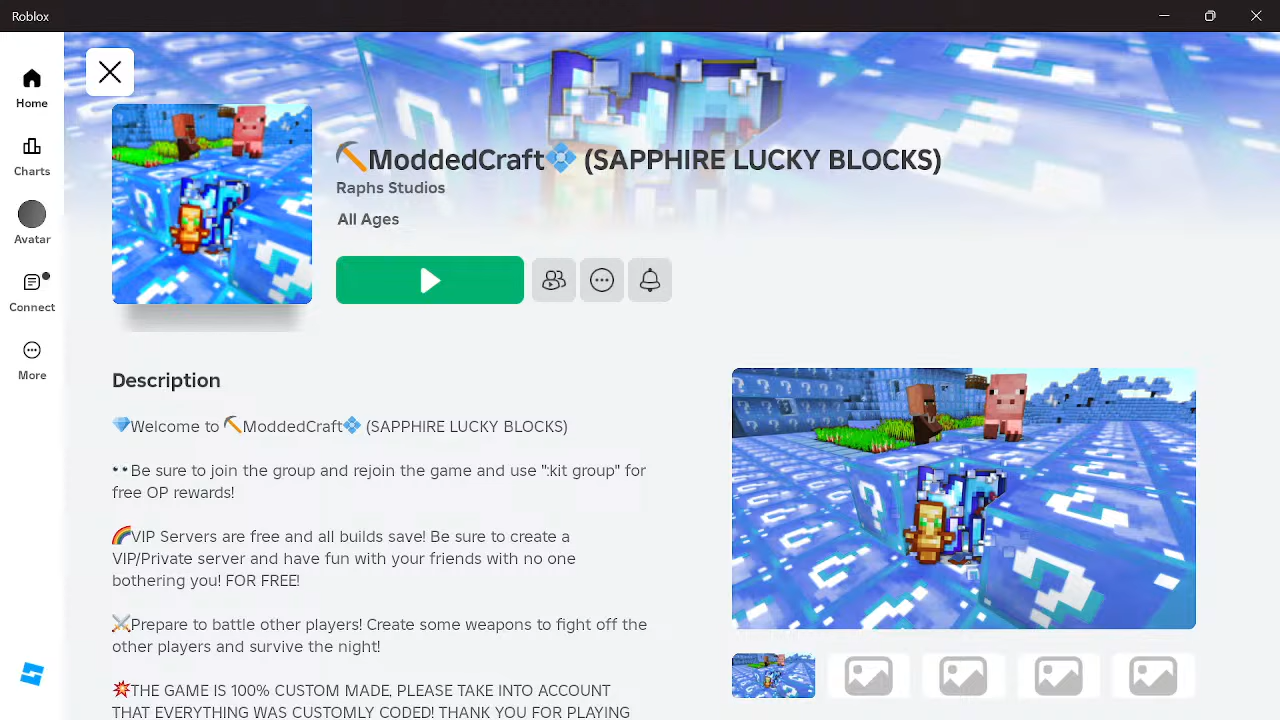 Roblox
Home
Charts
Avatar
Connect
More
⛏️ModdedCraft💠 (SAPPHIRE LUCKY BLOCKS)
Raphs Studios
All Ages
Description
💎Welcome to ⛏️ModdedCraft💠 (SAPPHIRE LUCKY BLOCKS)
👀Be sure to join the group and rejoin the game and use ":kit group" for
free OP rewards!
🌈VIP Servers are free and all builds save! Be sure to create a
VIP/Private server and have fun with your friends with no one
bothering you! FOR FREE!
⚔️Prepare to battle other players! Create some weapons to fight off the
other players and survive the night!
💥THE GAME IS 100% CUSTOM MADE, PLEASE TAKE INTO ACCOUNT
THAT EVERYTHING WAS CUSTOMLY CODED! THANK YOU FOR PLAYING